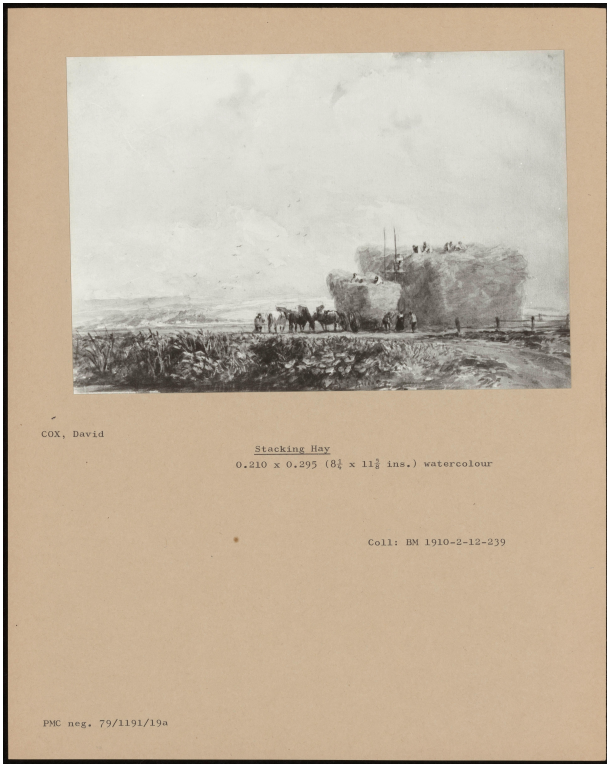 COX, David
Stacking Hay
0.210 x 0.295 (8¼ x 11⅝ ins.) watercolour
Coll: BM 1910-2-12-239
PMC neg. 79/1191/19a